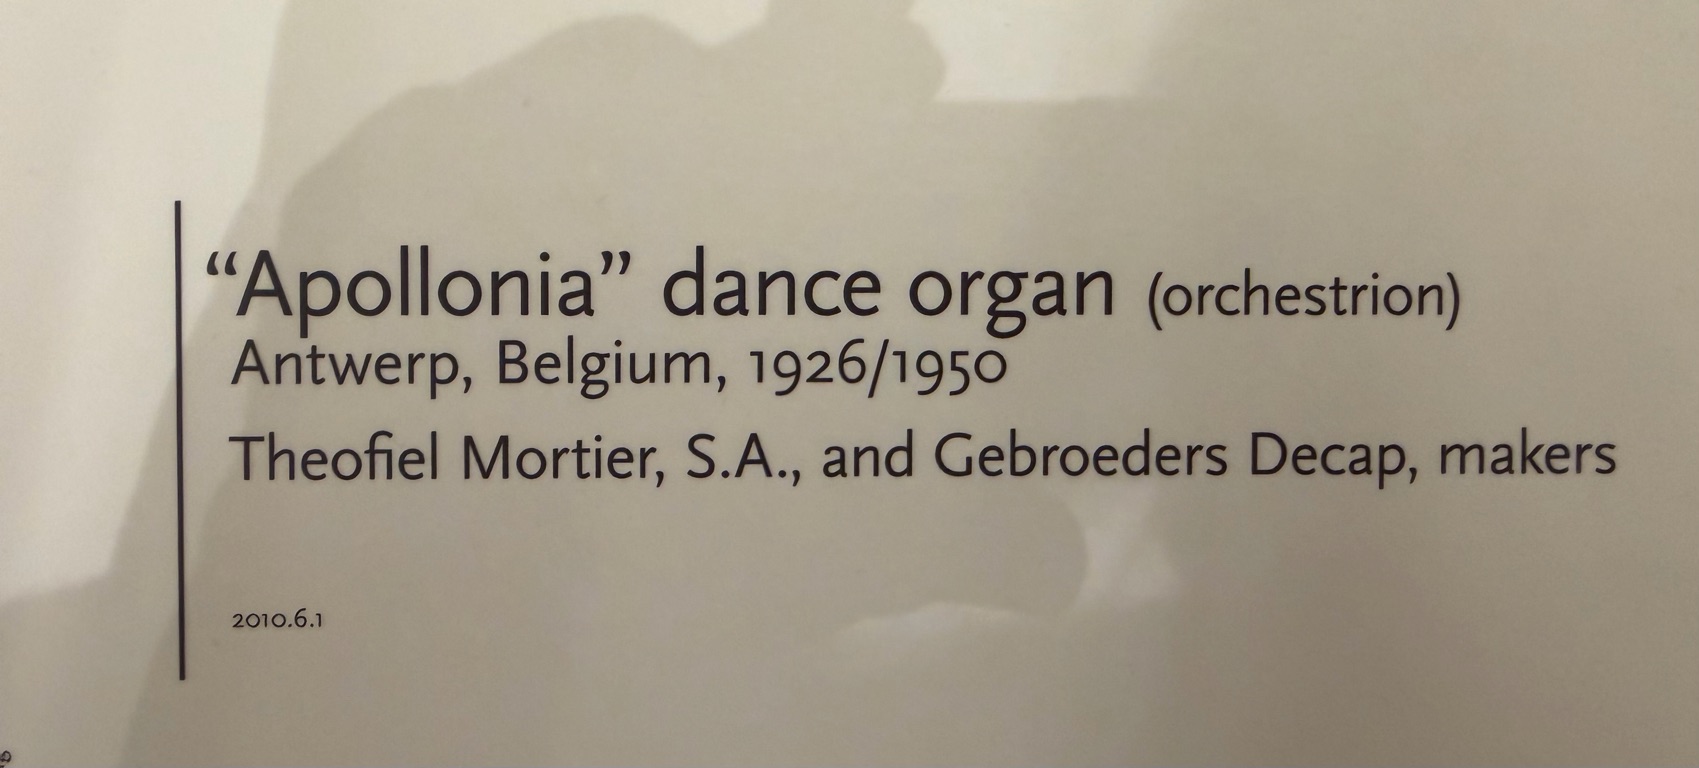 “Apollonia” dance organ (orchestrion)
Antwerp, Belgium, 1926/1950
Theofiel Mortier, S.A., and Gebroeders Decap, makers
2010.6.1